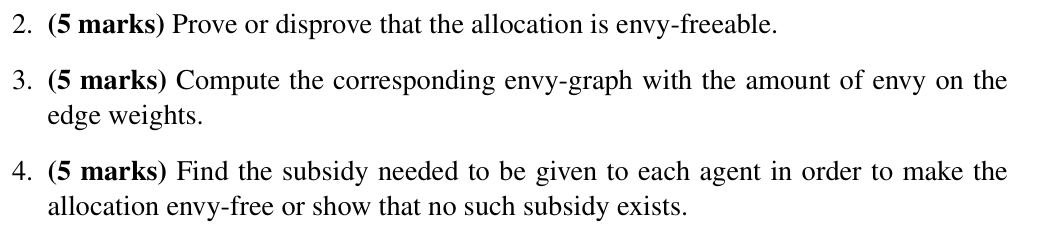 2. (5 marks) Prove or disprove that the allocation is envy-freeable.
3. (5 marks) Compute the corresponding envy-graph with the amount of envy on the
edge weights.
4. (5 marks) Find the subsidy needed to be given to each agent in order to make the
allocation envy-free or show that no such subsidy exists.